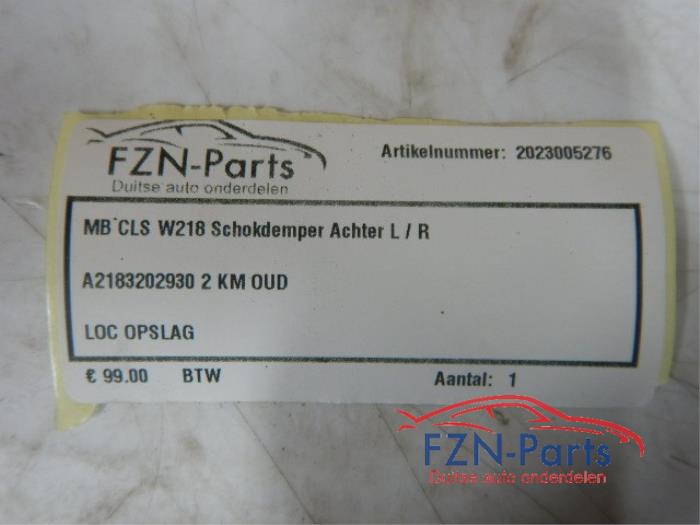 FZN-Parts
Duitse auto onderdelen
Artikelnummer: 2023005276
MB CLS W218 Schokdemper Achter L / R
A2183202930 2 KM OUD
LOC OPSLAG
€ 99.00 BTW Aantal: 1
FZN-Parts
Duitse auto onderdelen